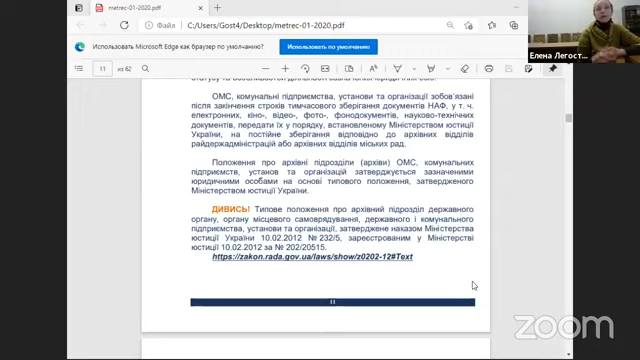 metrec-01-2020.pdf
C:/Users/Gost4/Desktop/metrec-01-2020.pdf
Использовать Microsoft Edge как браузер по умолчанию?
Использовать по умолчанию
Елена Легост...
11
из 62
ОМС, комунальні підприємства, установи та організації зобов'язані
після закінчення строків тимчасового зберігання документів НАФ, у т. ч.
електронних, кіно-, відео-, фото-, фонодокументів, науково-технічних
документів, передати їх у порядку, встановленому Міністерством юстиції
України, на постійне зберігання відповідно до архівних відділів
райдержадміністрацій або архівних відділів міських рад.
Положення про архівні підрозділи (архіви) ОМС, комунальних
підприємств, установ та організацій затверджується зазначеними
юридичними особами на основі типового положення, затвердженого
Міністерством юстиції України.
ДИВИСЬ! Типове положення про архівний підрозділ державного
органу, органу місцевого самоврядування, державного і комунального
підприємства, установи та організації, затверджене наказом Міністерства
юстиції України 10.02.2012 №232/5, зареєстрованим у Міністерстві
юстиції 10.02.2012 за № 202/20515.
https://zakon.rada.gov.ua/laws/show/z0202-12#Text
11
zoom